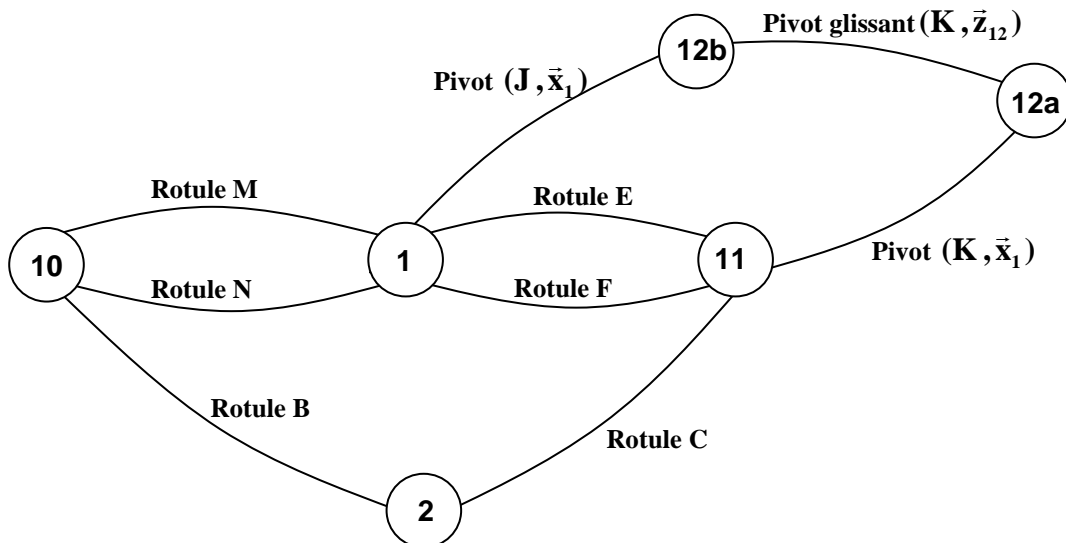 12b
Pivot glissant (K, z⃗₁₂)
12a
Pivot (J, x⃗₁)
Rotule M
Rotule E
10
1
11
Pivot (K, x⃗₁)
Rotule N
Rotule F
Rotule B
Rotule C
2